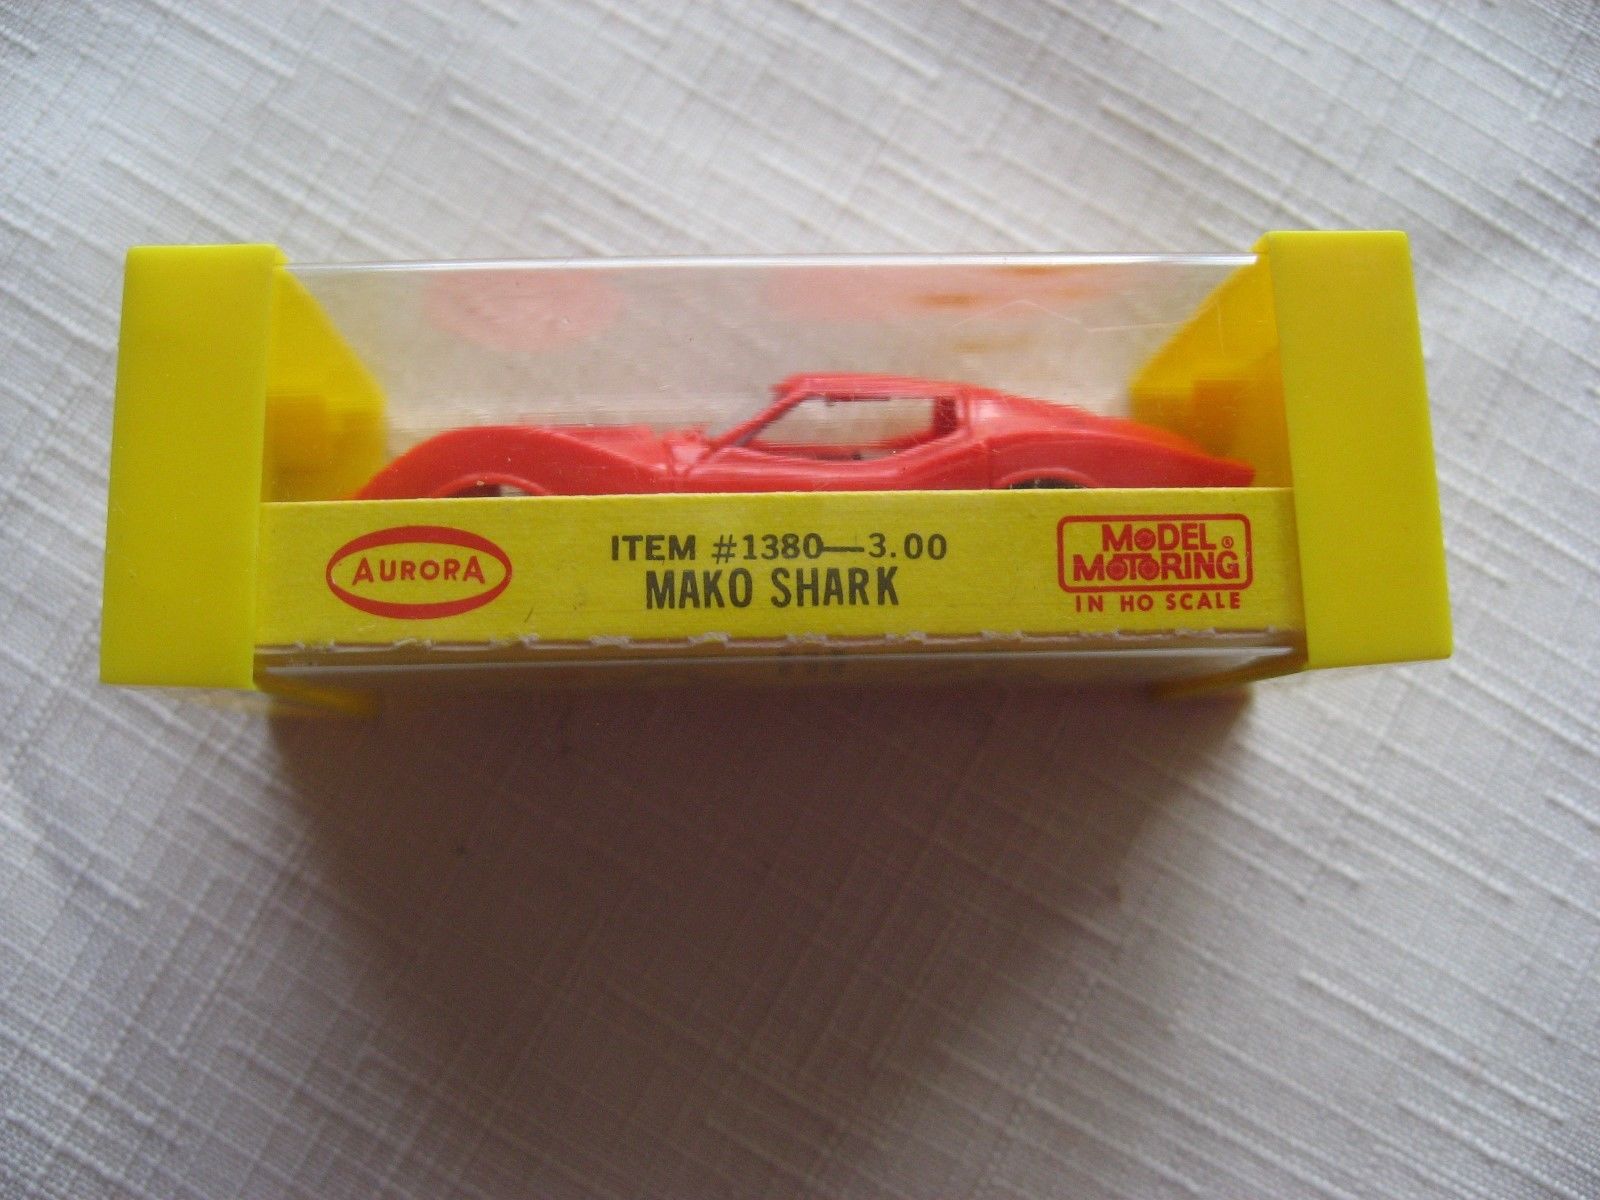 AURORA
ITEM #1380—3.00
MAKO SHARK
MODEL
MOTORING®
IN HO SCALE